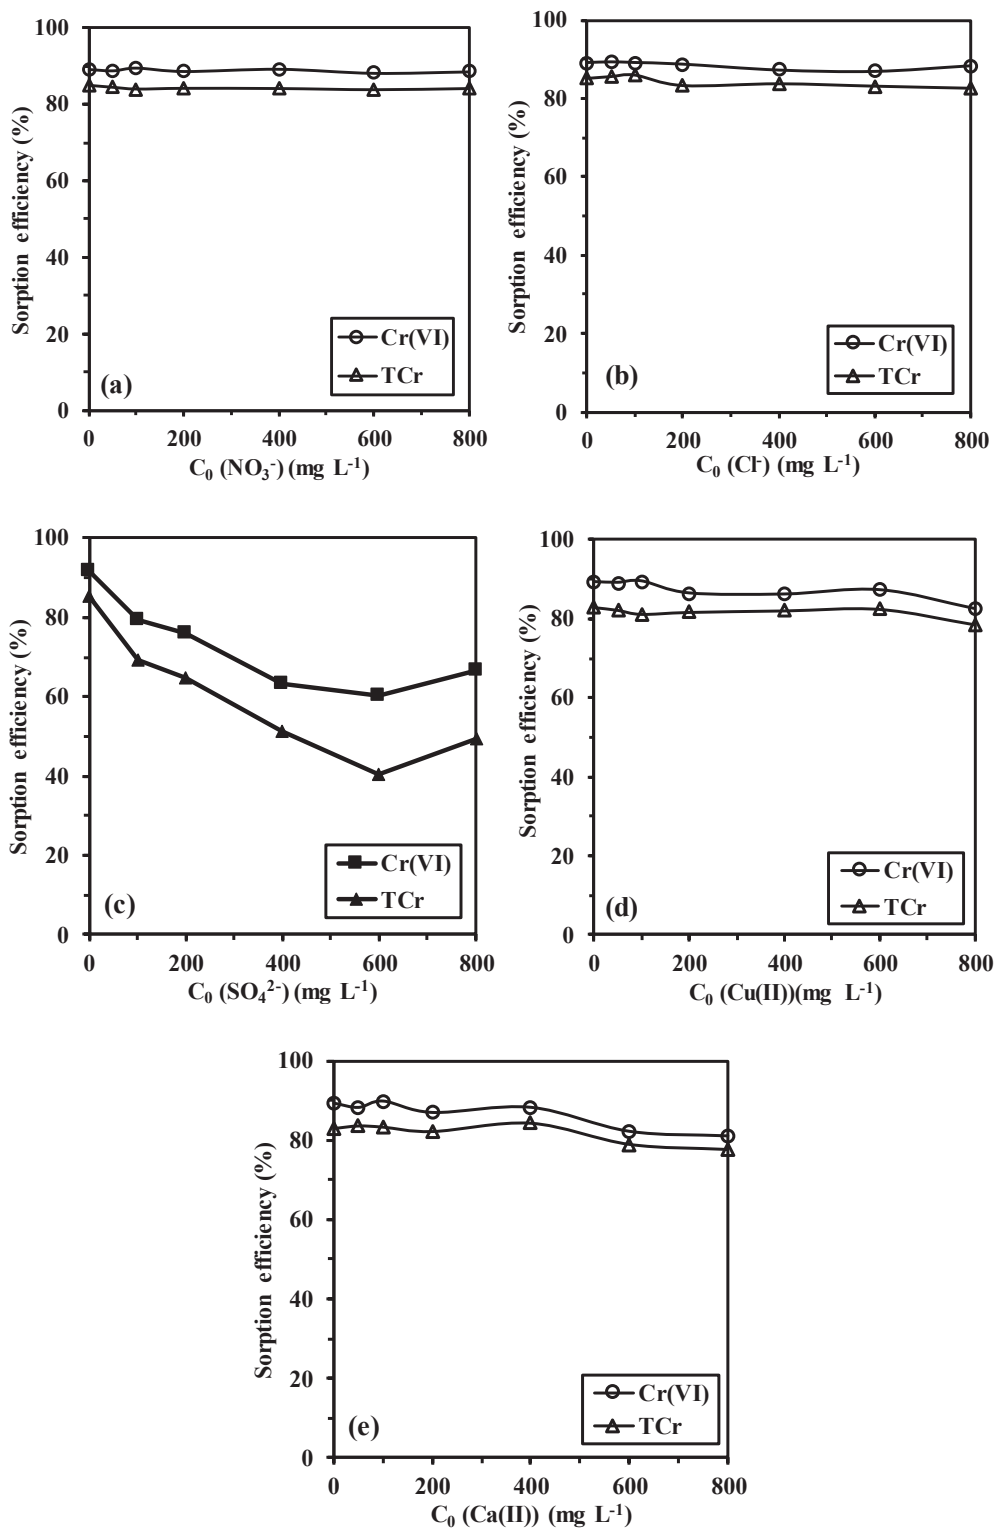 100
80
60
40
20
0
Sorption efficiency (%)
Cr(VI)
TCr
(a)
0 200 400 600 800
C₀ (NO₃⁻) (mg L⁻¹)
100
80
60
40
20
0
Sorption efficiency (%)
Cr(VI)
TCr
(b)
0 200 400 600 800
C₀ (Cl⁻) (mg L⁻¹)
100
80
60
40
20
0
Sorption efficiency (%)
Cr(VI)
TCr
(c)
0 200 400 600 800
C₀ (SO₄²⁻) (mg L⁻¹)
100
80
60
40
20
0
Sorption efficiency (%)
Cr(VI)
TCr
(d)
0 200 400 600 800
C₀ (Cu(II))(mg L⁻¹)
100
80
60
40
20
0
Sorption efficiency (%)
Cr(VI)
TCr
(e)
0 200 400 600 800
C₀ (Ca(II)) (mg L⁻¹)